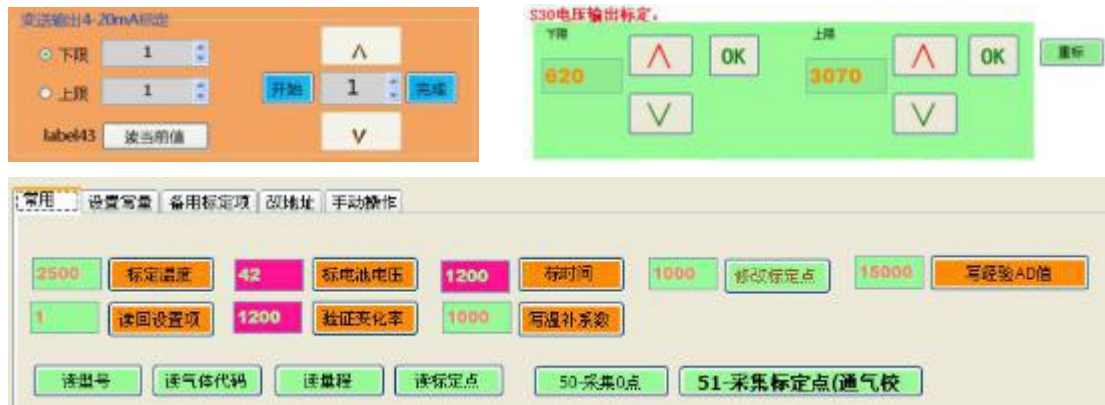 变送输出4-20mA标定
下限 1 ∧
开始 1 完成
上限 1
label43 读当前值 ∨
S30电压输出标定。
下限 上限
620 ∧ OK 3070 ∧ OK 重标
∨ ∨
常用 设置常量 备用标定项 改地址 手动操作
2500 标定温度 42 标电池电压 1200 标时间 1000 修改标定点 15000 写经验AD值
1 读回设置项 1200 验证变化率 1000 写温补系数
读型号 读气体代码 读量程 读标定点 50-采集0点 51-采集标定点(通气校